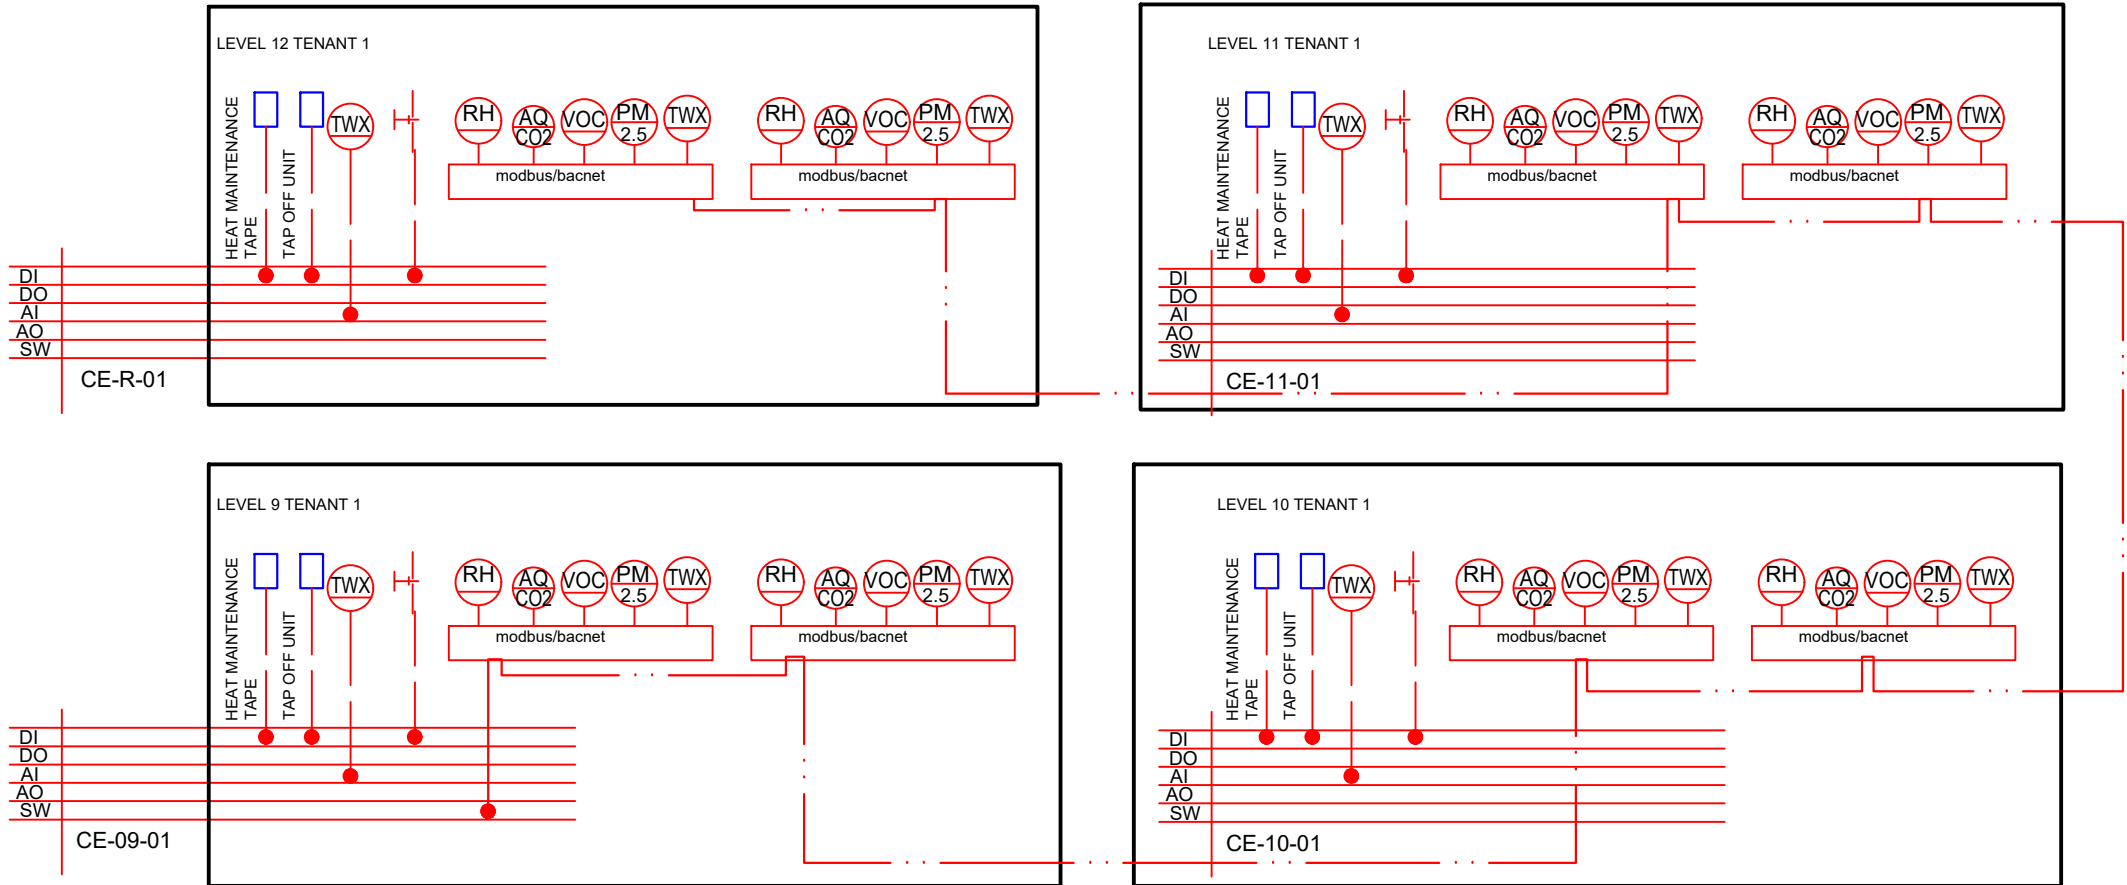 LEVEL 12 TENANT 1
HEAT MAINTENANCE
TAPE
TAP OFF UNIT
TWX
RH
AQ
CO2
VOC
PM
2.5
TWX
modbus/bacnet
RH
AQ
CO2
VOC
PM
2.5
TWX
modbus/bacnet
DI
DO
AI
AO
SW
CE-R-01
LEVEL 11 TENANT 1
HEAT MAINTENANCE
TAPE
TAP OFF UNIT
TWX
RH
AQ
CO2
VOC
PM
2.5
TWX
modbus/bacnet
RH
AQ
CO2
VOC
PM
2.5
TWX
modbus/bacnet
DI
DO
AI
AO
SW
CE-11-01
LEVEL 9 TENANT 1
HEAT MAINTENANCE
TAPE
TAP OFF UNIT
TWX
RH
AQ
CO2
VOC
PM
2.5
TWX
modbus/bacnet
RH
AQ
CO2
VOC
PM
2.5
TWX
modbus/bacnet
DI
DO
AI
AO
SW
CE-09-01
LEVEL 10 TENANT 1
HEAT MAINTENANCE
TAPE
TAP OFF UNIT
TWX
RH
AQ
CO2
VOC
PM
2.5
TWX
modbus/bacnet
RH
AQ
CO2
VOC
PM
2.5
TWX
modbus/bacnet
DI
DO
AI
AO
SW
CE-10-01